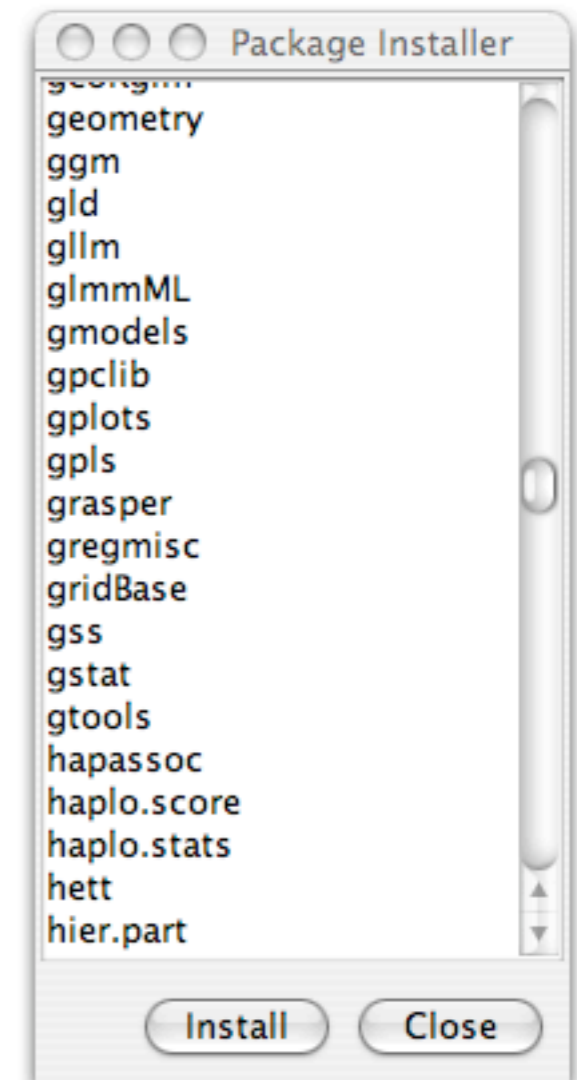 Package Installer
geometry
ggm
gld
gllm
glmmML
gmodels
gpclib
gplots
gpls
grasper
gregmisc
gridBase
gss
gstat
gtools
hapassoc
haplo.score
haplo.stats
hett
hier.part
Install Close